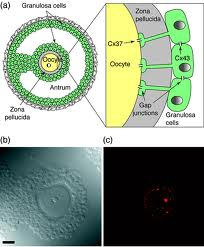 (a)
Granulosa cells
Oocyte
Antrum
Zona
pellucida
Zona
pellucida
Cx37
Oocyte
Cx43
Gap
junctions
Granulosa
cells
(b)
(c)